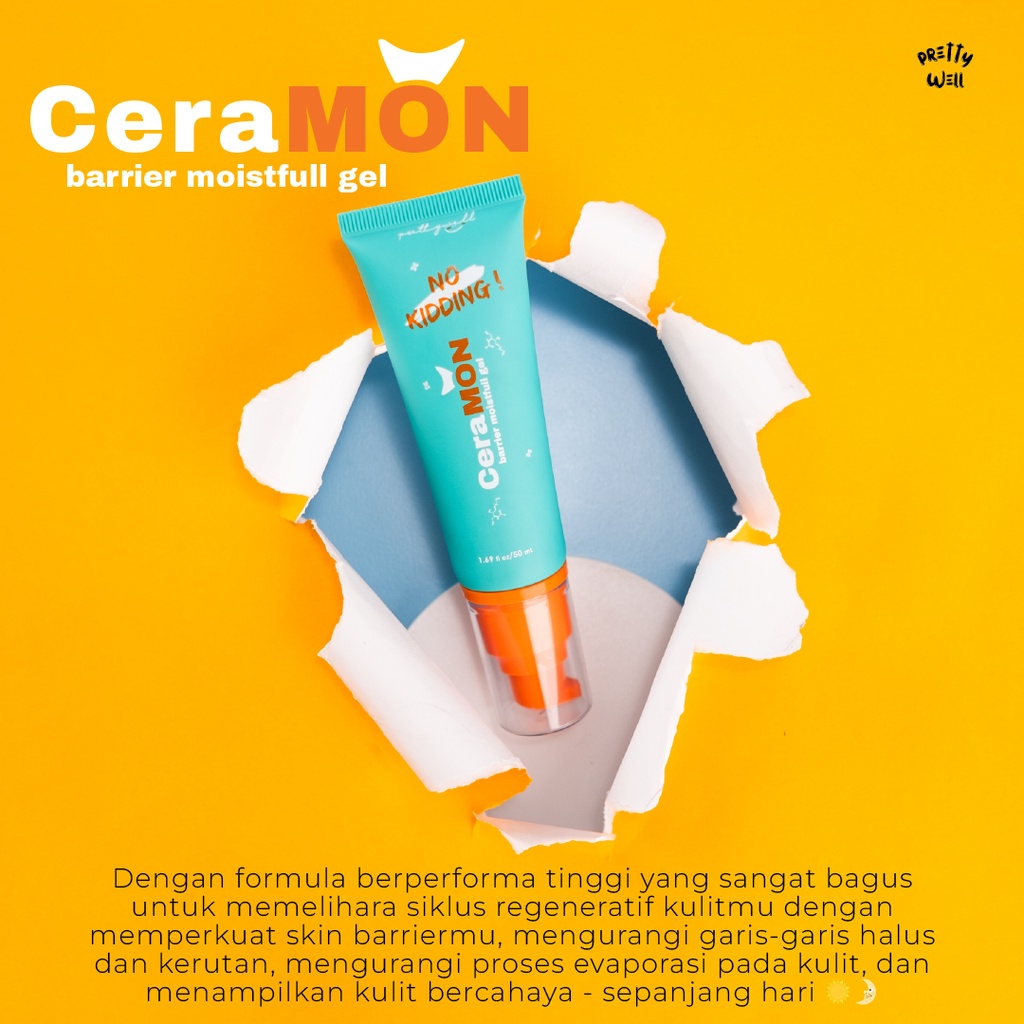 CeraMON
barrier moistfull gel
PRETTY
WELL
prettywell
NO
KIDDING!
CeraMON
barrier moistfull gel
1.69 fl oz/50 ml
Dengan formula berperforma tinggi yang sangat bagus
untuk memelihara siklus regeneratif kulitmu dengan
memperkuat skin barriermu, mengurangi garis-garis halus
dan kerutan, mengurangi proses evaporasi pada kulit, dan
menampilkan kulit bercahaya - sepanjang hari ☀️🌛